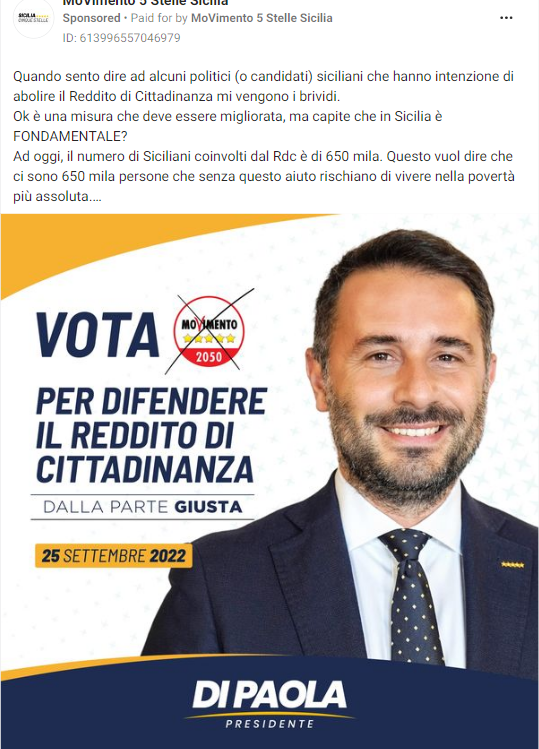 MoVimento 5 Stelle Sicilia
Sponsored • Paid for by MoVimento 5 Stelle Sicilia
ID: 613996557046979
Quando sento dire ad alcuni politici (o candidati) siciliani che hanno intenzione di
abolire il Reddito di Cittadinanza mi vengono i brividi.
Ok è una misura che deve essere migliorata, ma capite che in Sicilia è
FONDAMENTALE?
Ad oggi, il numero di Siciliani coinvolti dal Rdc è di 650 mila. Questo vuol dire che
ci sono 650 mila persone che senza questo aiuto rischiano di vivere nella povertà
più assoluta.…
VOTA
MOVIMENTO
2050
PER DIFENDERE
IL REDDITO DI
CITTADINANZA
DALLA PARTE GIUSTA
25 SETTEMBRE 2022
DI PAOLA
PRESIDENTE